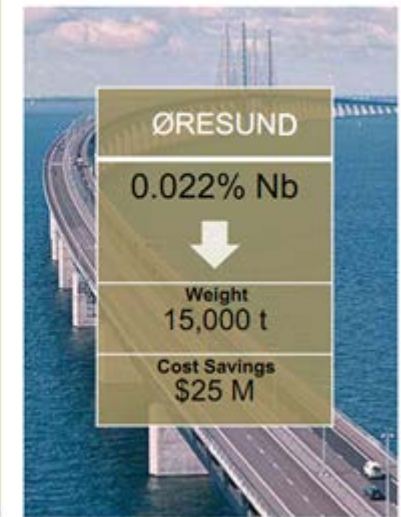 ØRESUND
0.022% Nb
Weight
15,000 t
Cost Savings
$25 M